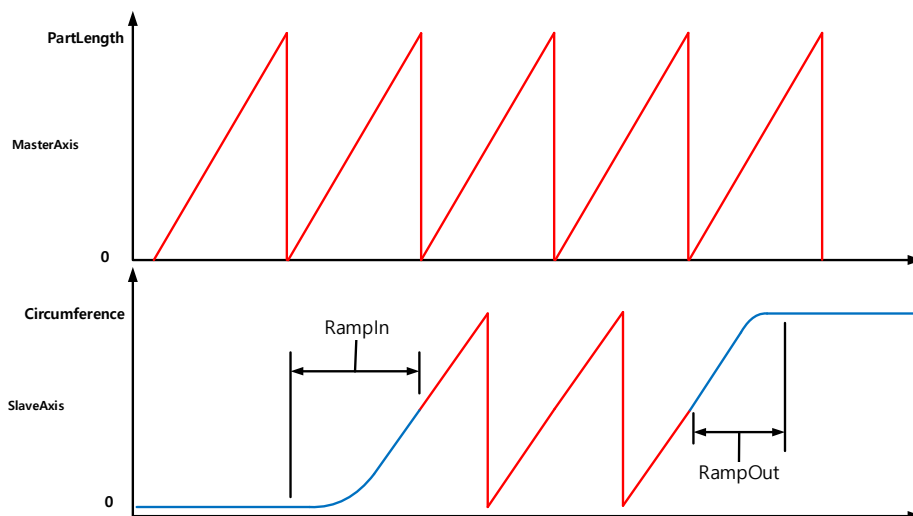 PartLength
MasterAxis
0
Circumference
RampIn
SlaveAxis
RampOut
0